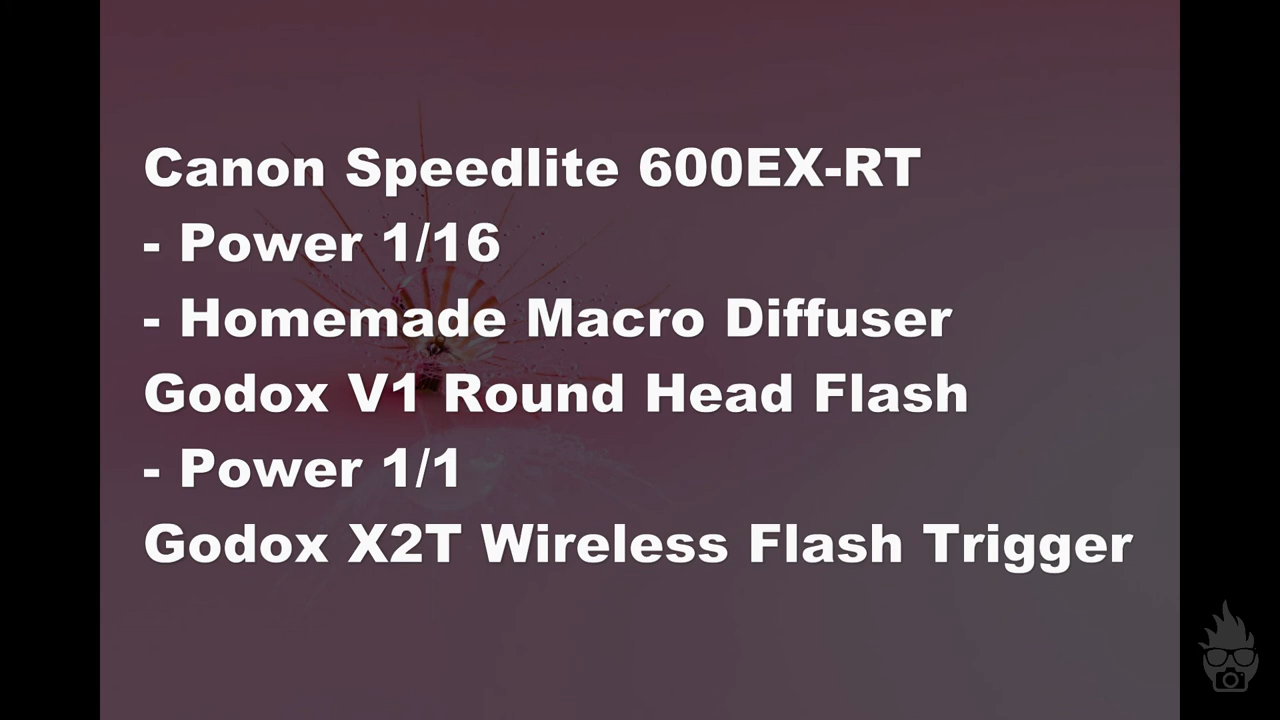 Canon Speedlite 600EX-RT
- Power 1/16
- Homemade Macro Diffuser
Godox V1 Round Head Flash
- Power 1/1
Godox X2T Wireless Flash Trigger